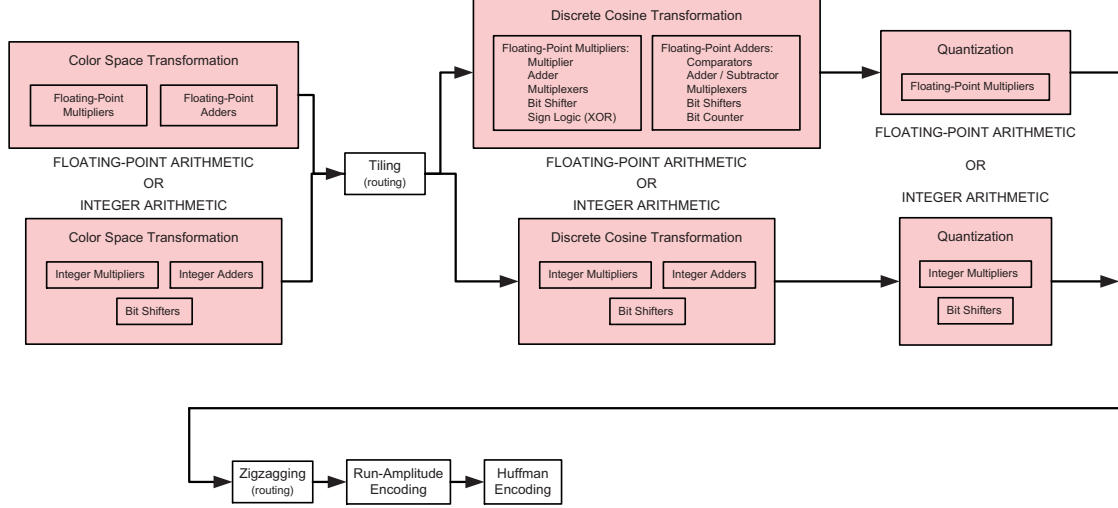 Color Space Transformation
Floating-Point
Multipliers
Floating-Point
Adders
FLOATING-POINT ARITHMETIC
OR
INTEGER ARITHMETIC
Color Space Transformation
Integer Multipliers
Integer Adders
Bit Shifters
Tiling
(routing)
Discrete Cosine Transformation
Floating-Point Multipliers:
Multiplier
Adder
Multiplexers
Bit Shifter
Sign Logic (XOR)
Floating-Point Adders:
Comparators
Adder / Subtractor
Multiplexers
Bit Shifters
Bit Counter
FLOATING-POINT ARITHMETIC
OR
INTEGER ARITHMETIC
Discrete Cosine Transformation
Integer Multipliers
Integer Adders
Bit Shifters
Quantization
Floating-Point Multipliers
FLOATING-POINT ARITHMETIC
OR
INTEGER ARITHMETIC
Quantization
Integer Multipliers
Bit Shifters
Zigzagging
(routing)
Run-Amplitude
Encoding
Huffman
Encoding